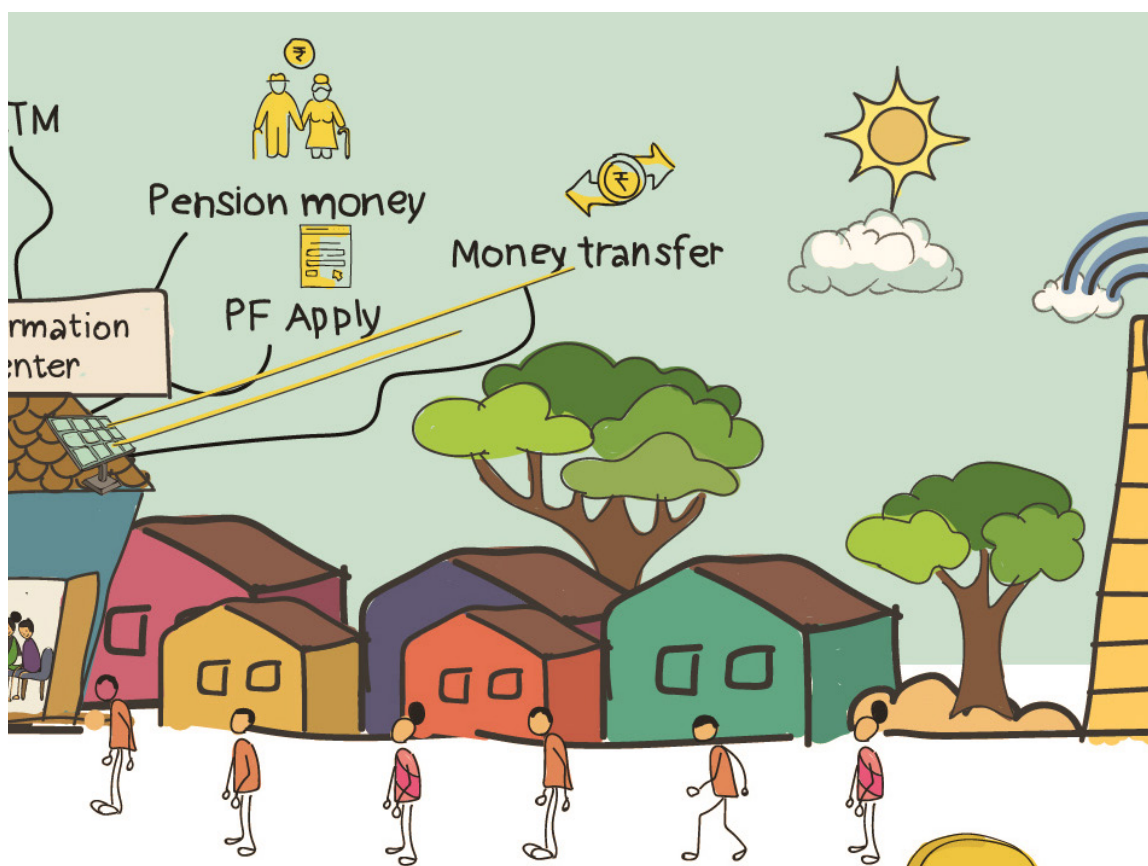 TM
₹
Pension money
₹
Money transfer
PF Apply
rmation
enter